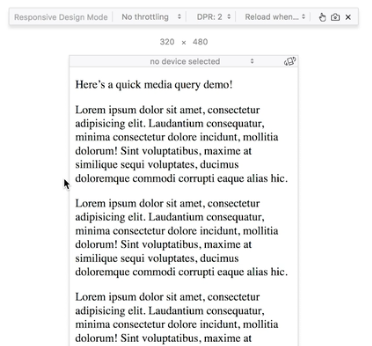 Responsive Design Mode No throttling DPR: 2 Reload when...
320 × 480
no device selected
Here's a quick media query demo!
Lorem ipsum dolor sit amet, consectetur
adipisicing elit. Laudantium consequatur,
minima consectetur dolore incidunt, mollitia
dolorum! Sint voluptatibus, maxime at
similique sequi voluptates, ducimus
doloremque commodi corrupti eaque alias hic.
Lorem ipsum dolor sit amet, consectetur
adipisicing elit. Laudantium consequatur,
minima consectetur dolore incidunt, mollitia
dolorum! Sint voluptatibus, maxime at
similique sequi voluptates, ducimus
doloremque commodi corrupti eaque alias hic.
Lorem ipsum dolor sit amet, consectetur
adipisicing elit. Laudantium consequatur,
minima consectetur dolore incidunt, mollitia
dolorum! Sint voluptatibus, maxime at